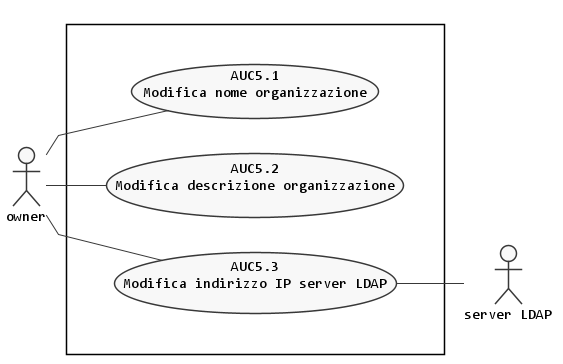 AUC5.1
Modifica nome organizzazione
AUC5.2
Modifica descrizione organizzazione
owner
AUC5.3
Modifica indirizzo IP server LDAP
server LDAP